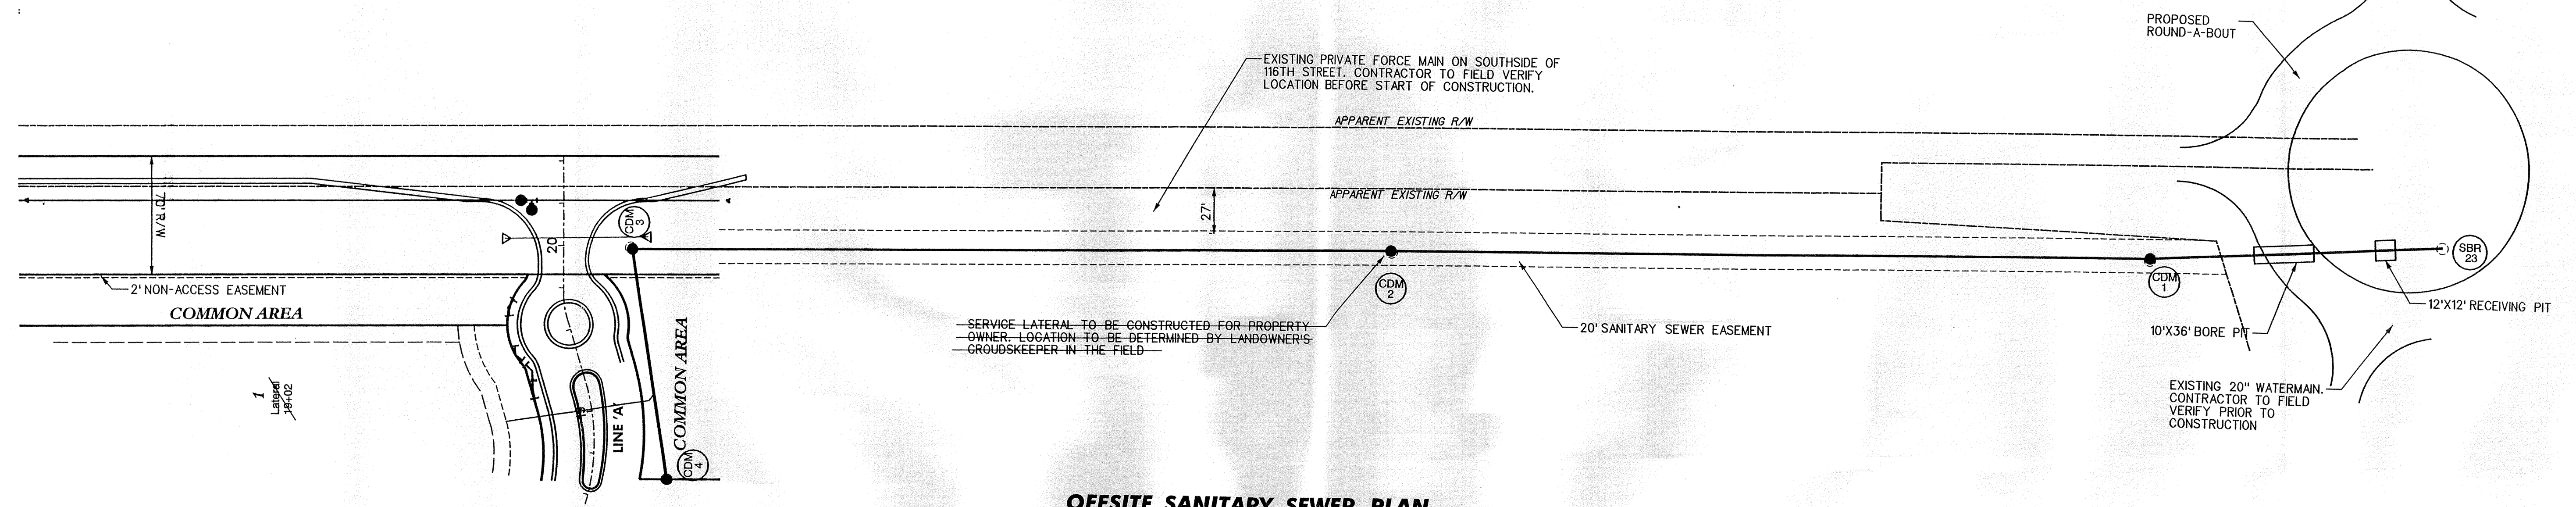 PROPOSED
ROUND-A-BOUT
EXISTING PRIVATE FORCE MAIN ON SOUTHSIDE OF
116TH STREET. CONTRACTOR TO FIELD VERIFY
LOCATION BEFORE START OF CONSTRUCTION.
APPARENT EXISTING R/W
APPARENT EXISTING R/W
70' R/W
27'
20
CDM
3
CDM
2
CDM
1
SBR
23
2' NON-ACCESS EASEMENT
COMMON AREA
SERVICE LATERAL TO BE CONSTRUCTED FOR PROPERTY
OWNER. LOCATION TO BE DETERMINED BY LANDOWNER'S
GROUDSKEEPER IN THE FIELD
20' SANITARY SEWER EASEMENT
12'X12' RECEIVING PIT
10'X36' BORE PIT
EXISTING 20" WATERMAIN.
CONTRACTOR TO FIELD
VERIFY PRIOR TO
CONSTRUCTION
1
Lateral
19+02
LINE 'A'
COMMON AREA
CDM
4
OFFSITE SANITARY SEWER PLAN